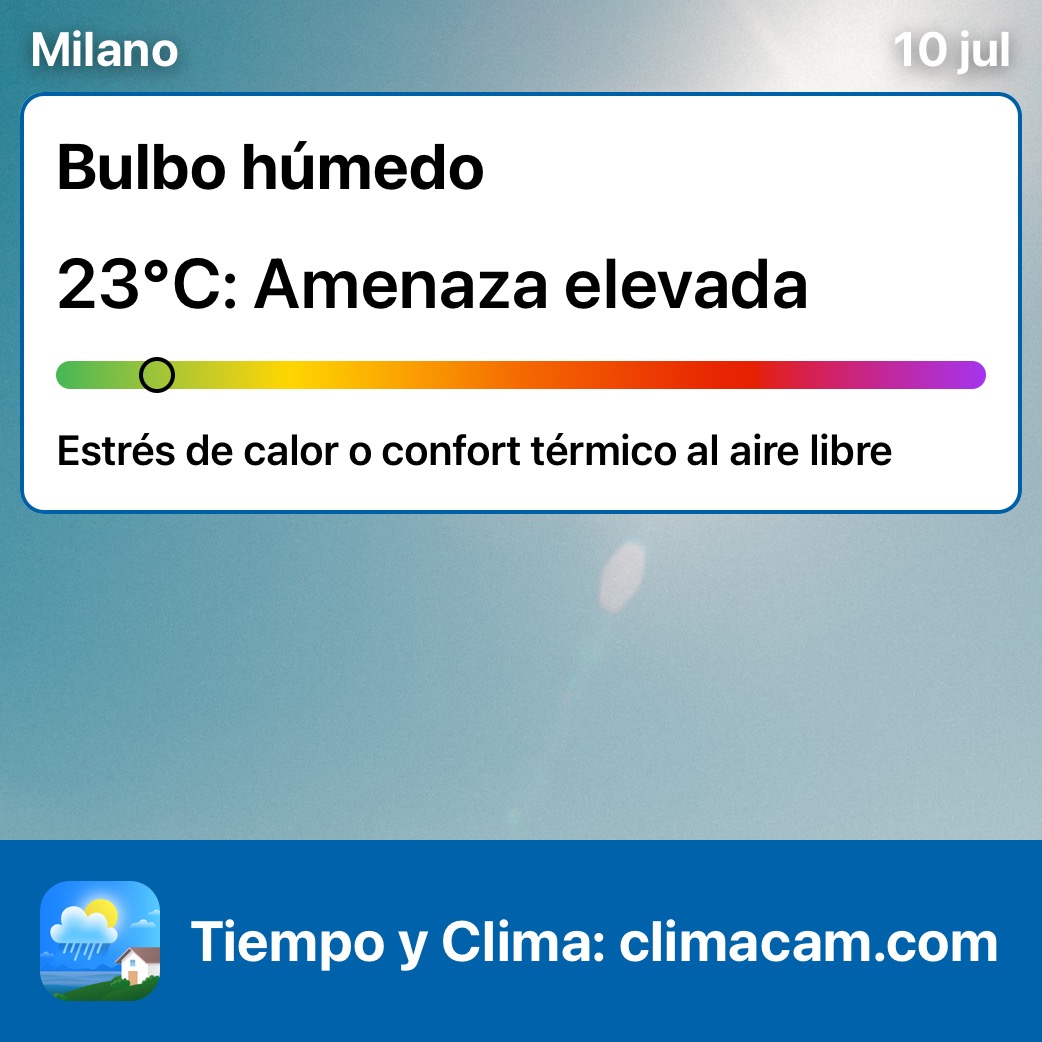 Milano
10 jul
Bulbo húmedo
23°C: Amenaza elevada
Estrés de calor o confort térmico al aire libre
Tiempo y Clima: climacam.com